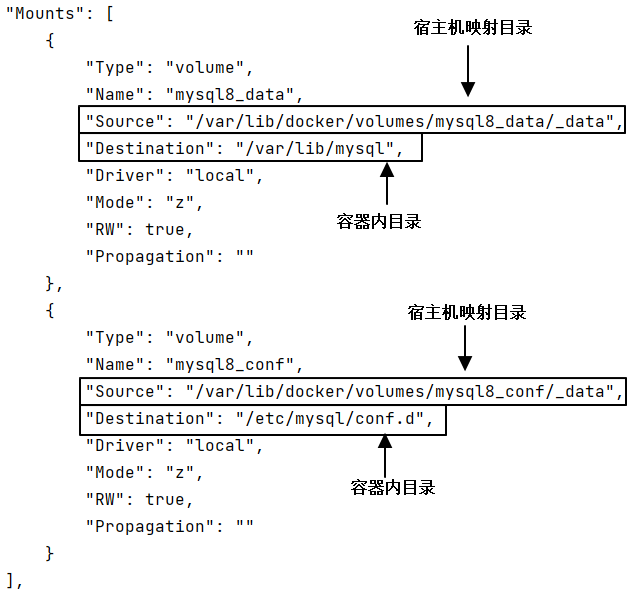 "Mounts": [
宿主机映射目录
{
"Type": "volume",
"Name": "mysql8_data",
"Source": "/var/lib/docker/volumes/mysql8_data/_data",
"Destination": "/var/lib/mysql",
"Driver": "local",
"Mode": "z",
容器内目录
"RW": true,
"Propagation": ""
},
{
宿主机映射目录
"Type": "volume",
"Name": "mysql8_conf",
"Source": "/var/lib/docker/volumes/mysql8_conf/_data",
"Destination": "/etc/mysql/conf.d",
"Driver": "local",
"Mode": "z",
容器内目录
"RW": true,
"Propagation": ""
}
],